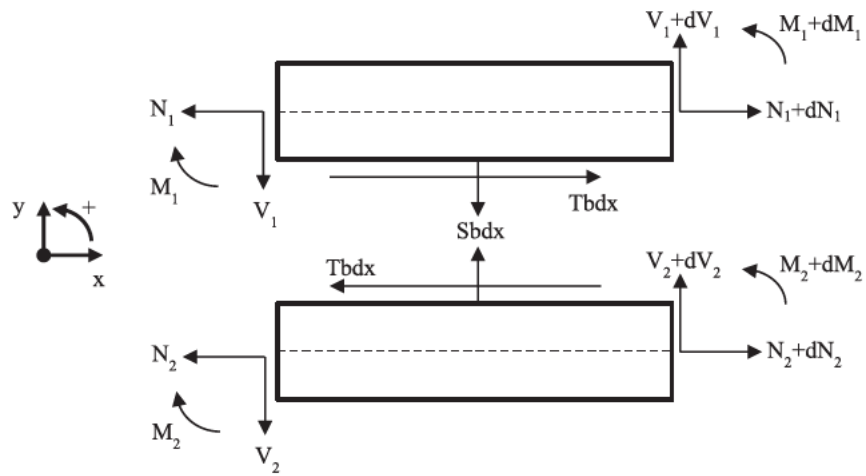 V₁+dV₁
M₁+dM₁
N₁
N₁+dN₁
M₁
V₁
Tbdx
Sbdx
y
+
x
Tbdx
V₂+dV₂
M₂+dM₂
N₂
N₂+dN₂
M₂
V₂